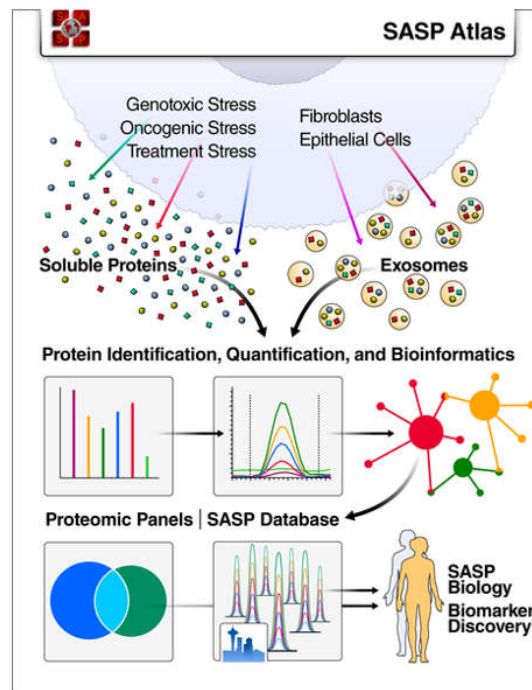 S A
S P
SASP Atlas
Genotoxic Stress
Oncogenic Stress
Treatment Stress
Fibroblasts
Epithelial Cells
Soluble Proteins
Exosomes
Protein Identification, Quantification, and Bioinformatics
Proteomic Panels | SASP Database
SASP
Biology
Biomarker
Discovery